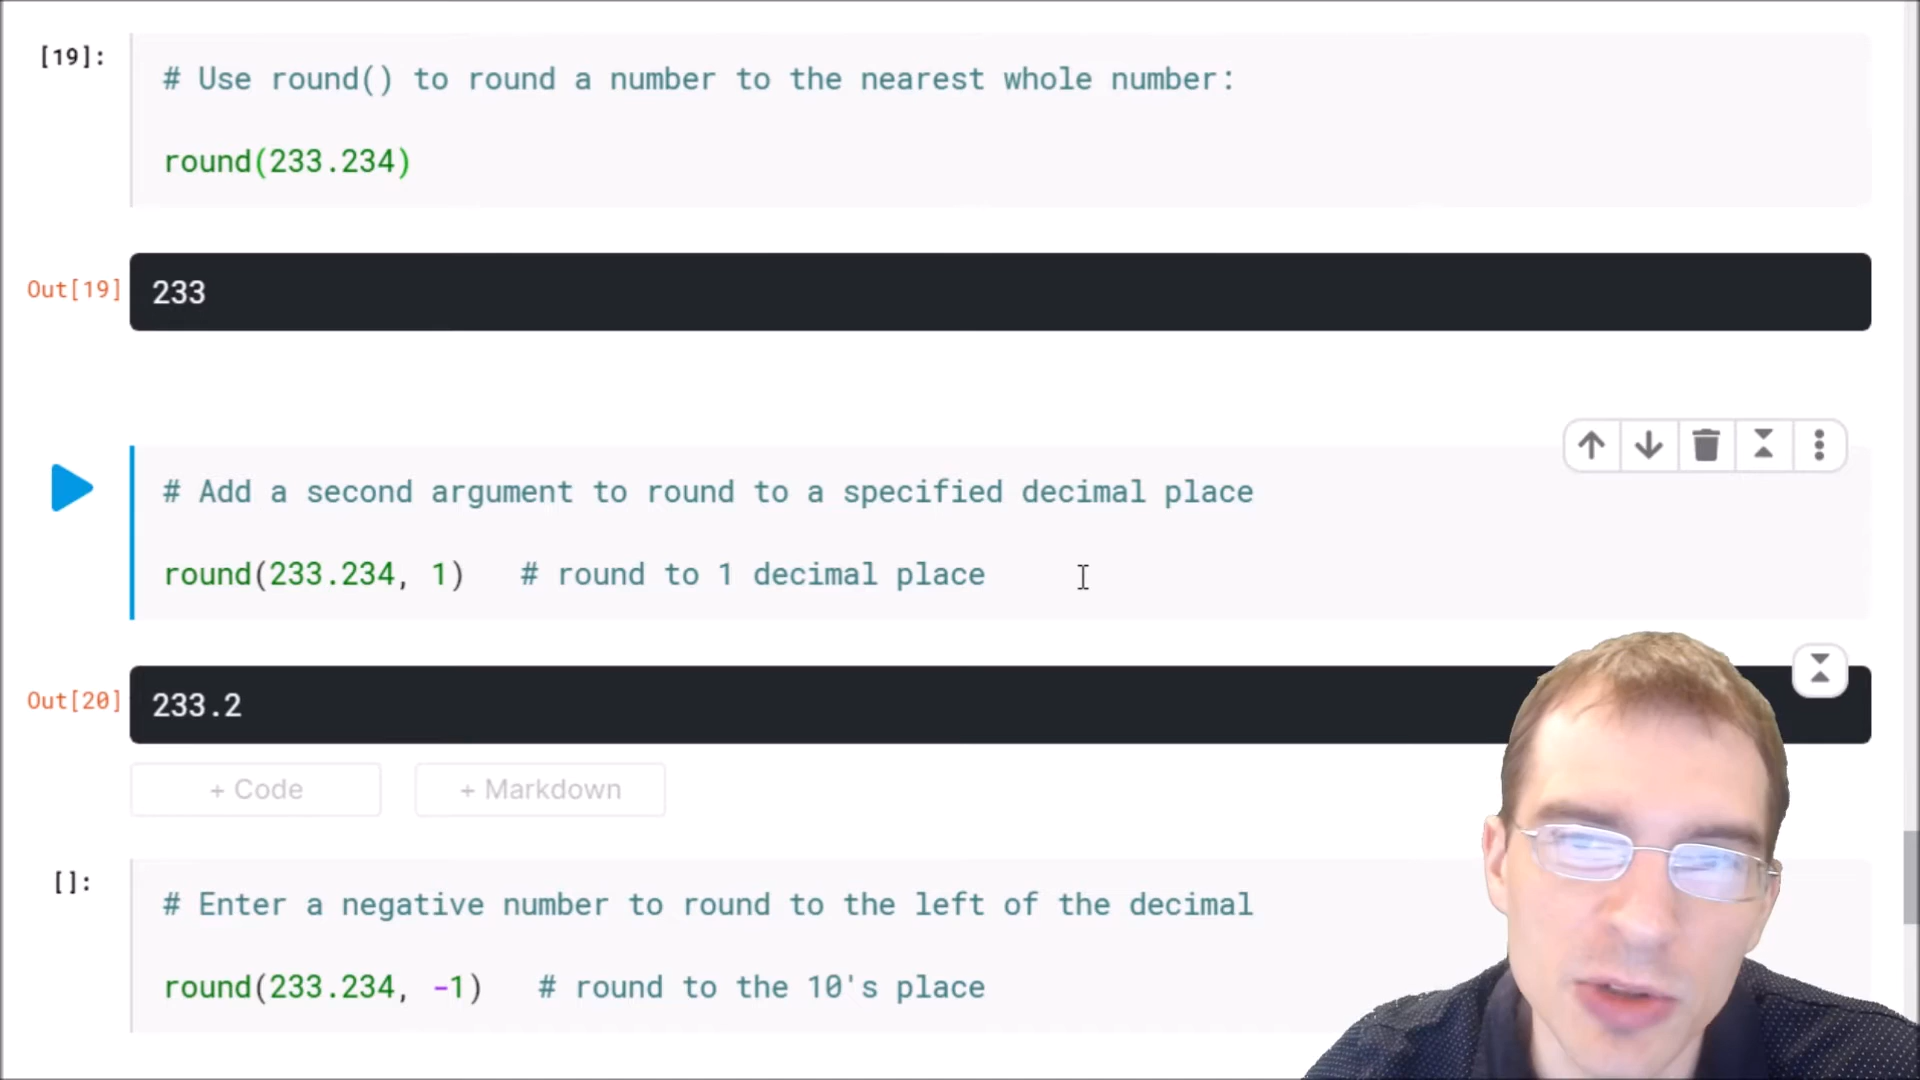 [19]:
# Use round() to round a number to the nearest whole number:
round(233.234)
Out[19]
233
# Add a second argument to round to a specified decimal place
round(233.234, 1)   # round to 1 decimal place
Out[20]
233.2
+ Code
+ Markdown
[]:
# Enter a negative number to round to the left of the decimal
round(233.234, -1)   # round to the 10's place